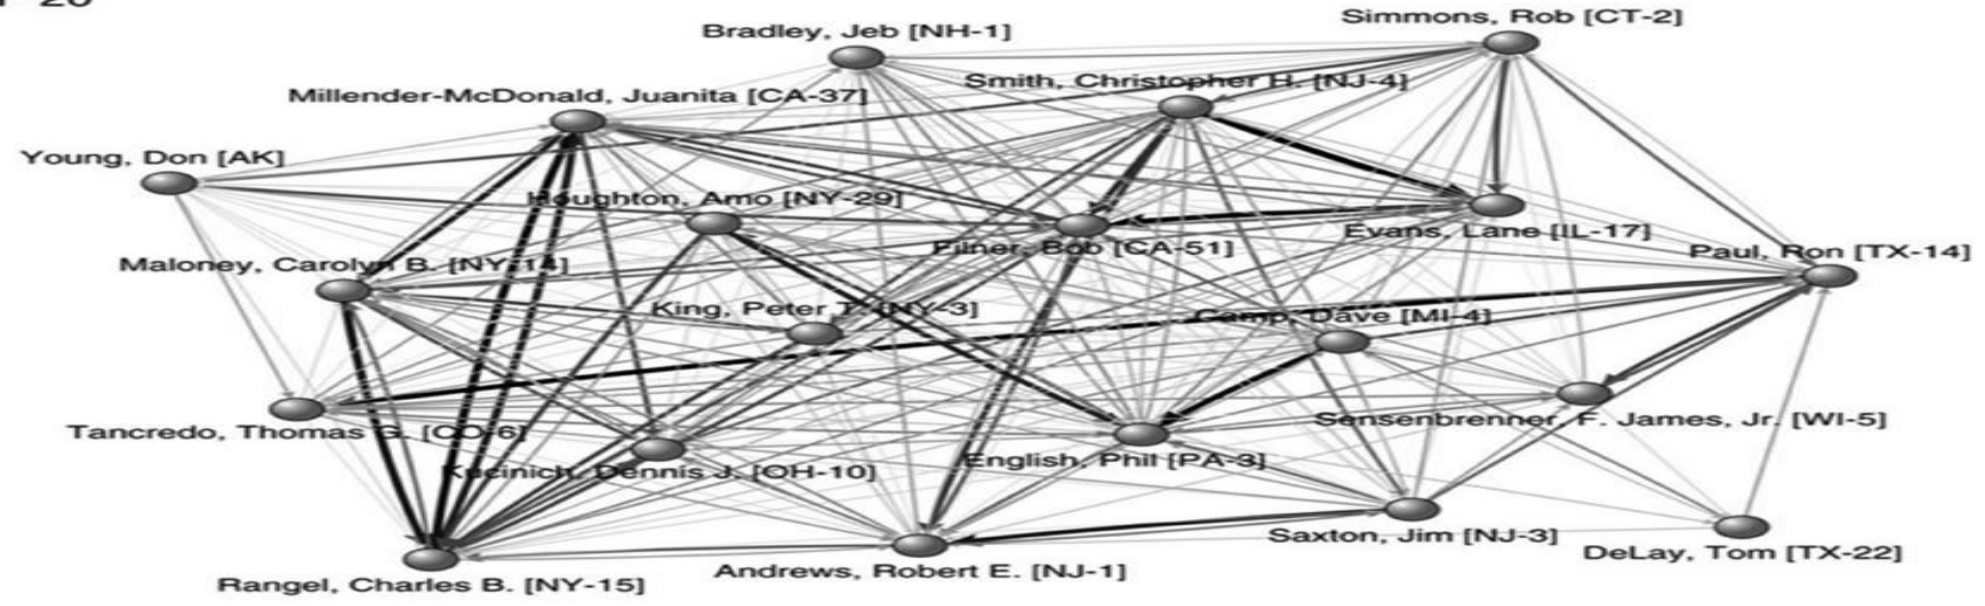 Simmons, Rob [CT-2]
Bradley, Jeb [NH-1]
Smith, Christopher H. [NJ-4]
Millender-McDonald, Juanita [CA-37]
Young, Don [AK]
Houghton, Amo [NY-29]
Evans, Lane [IL-17]
Filner, Bob [CA-51]
Paul, Ron [TX-14]
Maloney, Carolyn B. [NY-14]
King, Peter T. [NY-3]
Camp, Dave [MI-4]
Sensenbrenner, F. James, Jr. [WI-5]
Tancredo, Thomas G. [CO-6]
English, Phil [PA-3]
Kucinich, Dennis J. [OH-10]
Saxton, Jim [NJ-3]
DeLay, Tom [TX-22]
Andrews, Robert E. [NJ-1]
Rangel, Charles B. [NY-15]